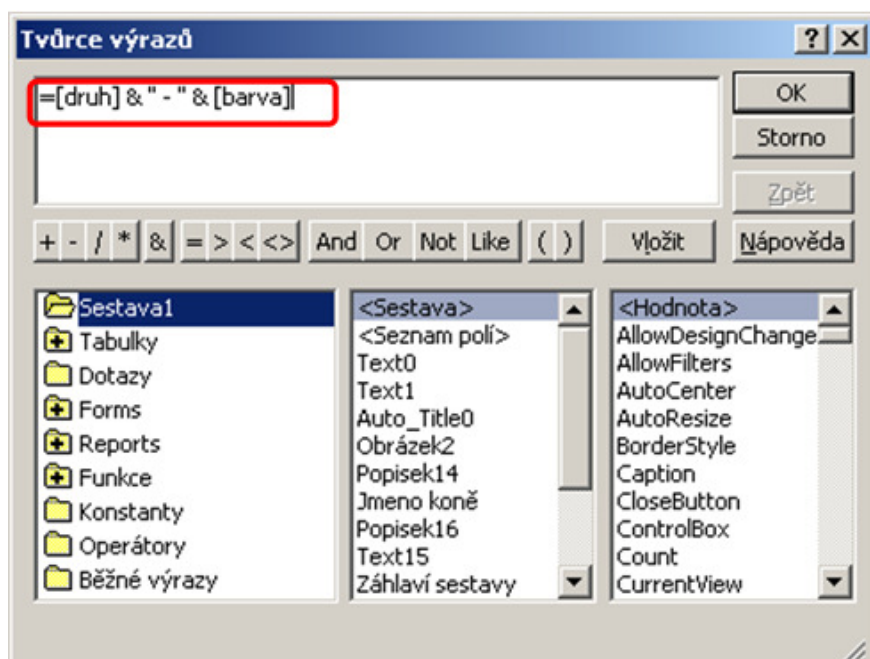 Tvůrce výrazů
=[druh] & " - " & [barva]
OK
Storno
Zpět
+ - / * & = > < <> And Or Not Like ( ) Vložit Nápověda
Sestava1
Tabulky
Dotazy
Forms
Reports
Funkce
Konstanty
Operátory
Běžné výrazy
<Sestava>
<Seznam polí>
Text0
Text1
Auto_Title0
Obrázek2
Popisek14
Jmeno koně
Popisek16
Text15
Záhlaví sestavy
<Hodnota>
AllowDesignChange
AllowFilters
AutoCenter
AutoResize
BorderStyle
Caption
CloseButton
ControlBox
Count
CurrentView